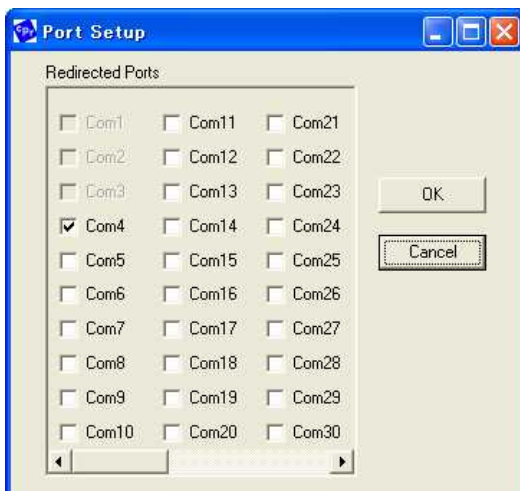 CPr Port Setup
Redirected Ports
Com1 Com11 Com21
Com2 Com12 Com22
Com3 Com13 Com23
Com4 Com14 Com24
Com5 Com15 Com25
Com6 Com16 Com26
Com7 Com17 Com27
Com8 Com18 Com28
Com9 Com19 Com29
Com10 Com20 Com30
OK
Cancel